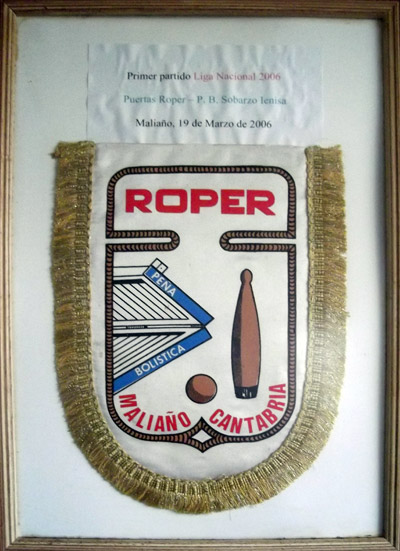 Primer partido Liga Nacional 2006
Puertas Roper – P. B. Sobarzo Ienisa
Maliaño, 19 de Marzo de 2006
ROPER
PEÑA
BOLISTICA
MALIAÑO CANTABRIA